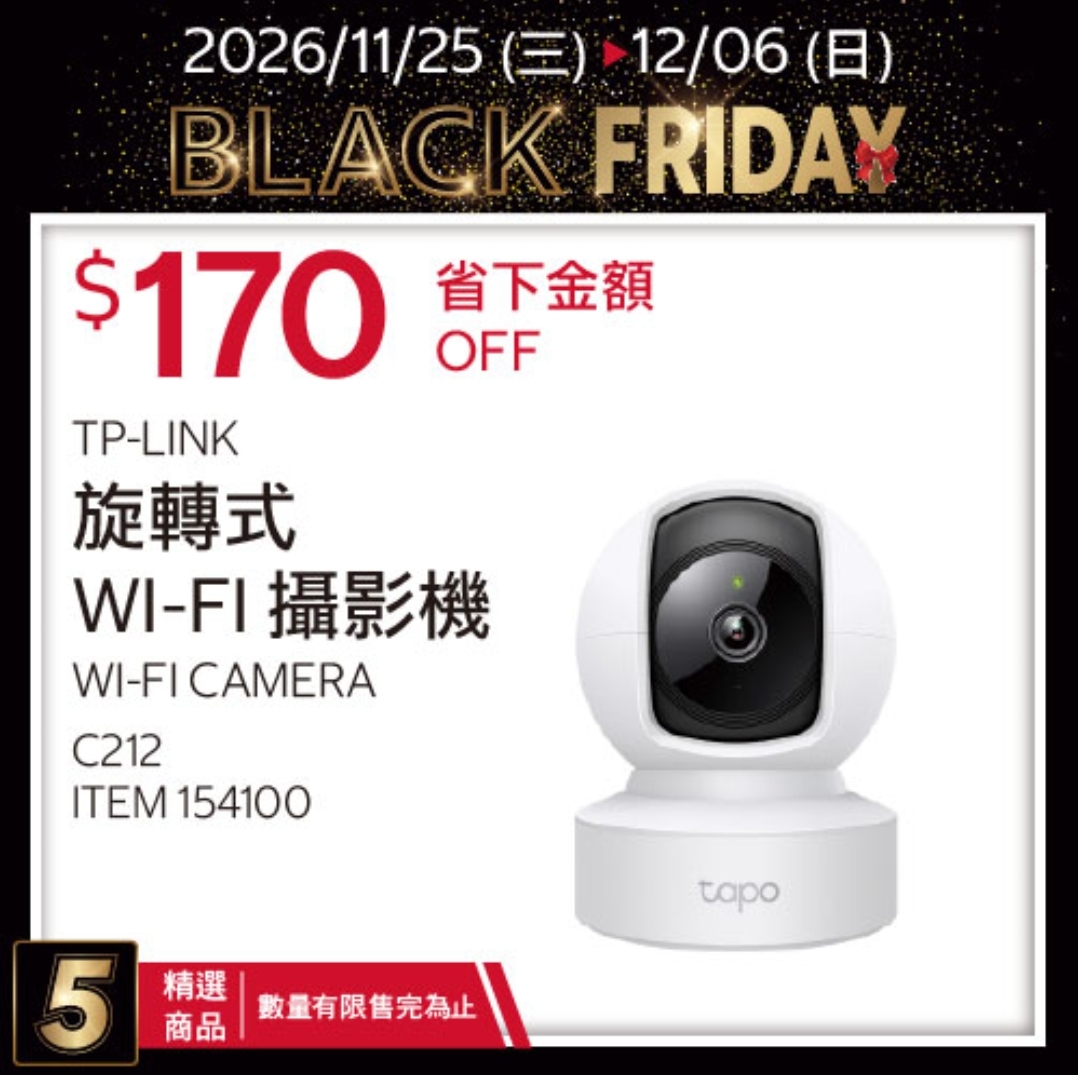 2026/11/25 (三) ▶ 12/06 (日)
BLACK FRIDAY
$170 省下金額
OFF
TP-LINK
旋轉式
WI-FI 攝影機
WI-FI CAMERA
C212
ITEM 154100
tapo
5 精選
商品
數量有限售完為止